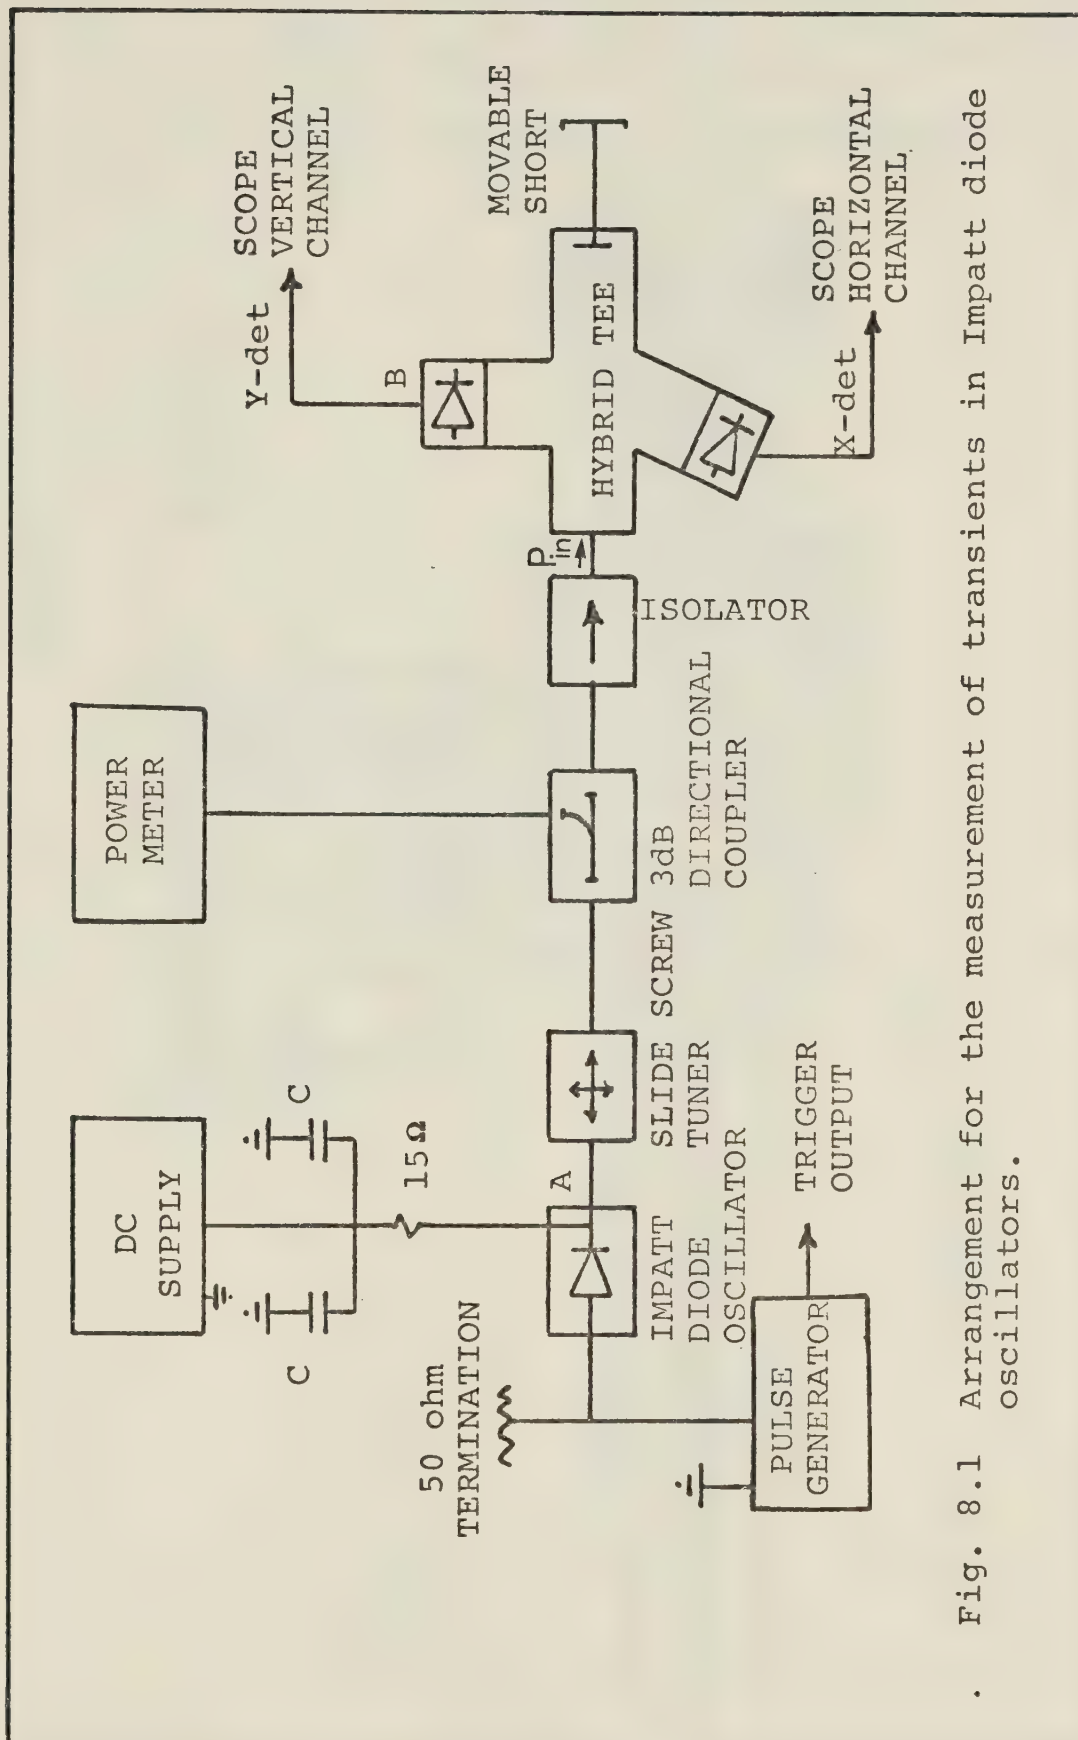 DC
SUPPLY
POWER
METER
C
C
15Ω
50 ohm
TERMINATION
A
IMPATT
DIODE
OSCILLATOR
SLIDE SCREW
TUNER
3dB
DIRECTIONAL
COUPLER
ISOLATOR
Pin
HYBRID TEE
B
Y-det
SCOPE
VERTICAL
CHANNEL
MOVABLE
SHORT
X-det
SCOPE
HORIZONTAL
CHANNEL
PULSE
GENERATOR
TRIGGER
OUTPUT
Fig. 8.1 Arrangement for the measurement of transients in Impatt diode
oscillators.